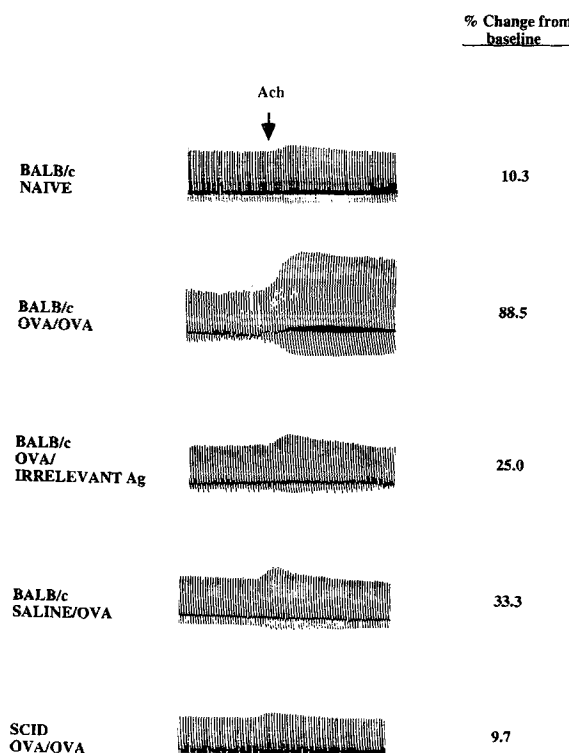 % Change from
baseline
Ach
BALB/c
NAIVE
10.3
BALB/c
OVA/OVA
88.5
BALB/c
OVA/
IRRELEVANT Ag
25.0
BALB/c
SALINE/OVA
33.3
SCID
OVA/OVA
9.7